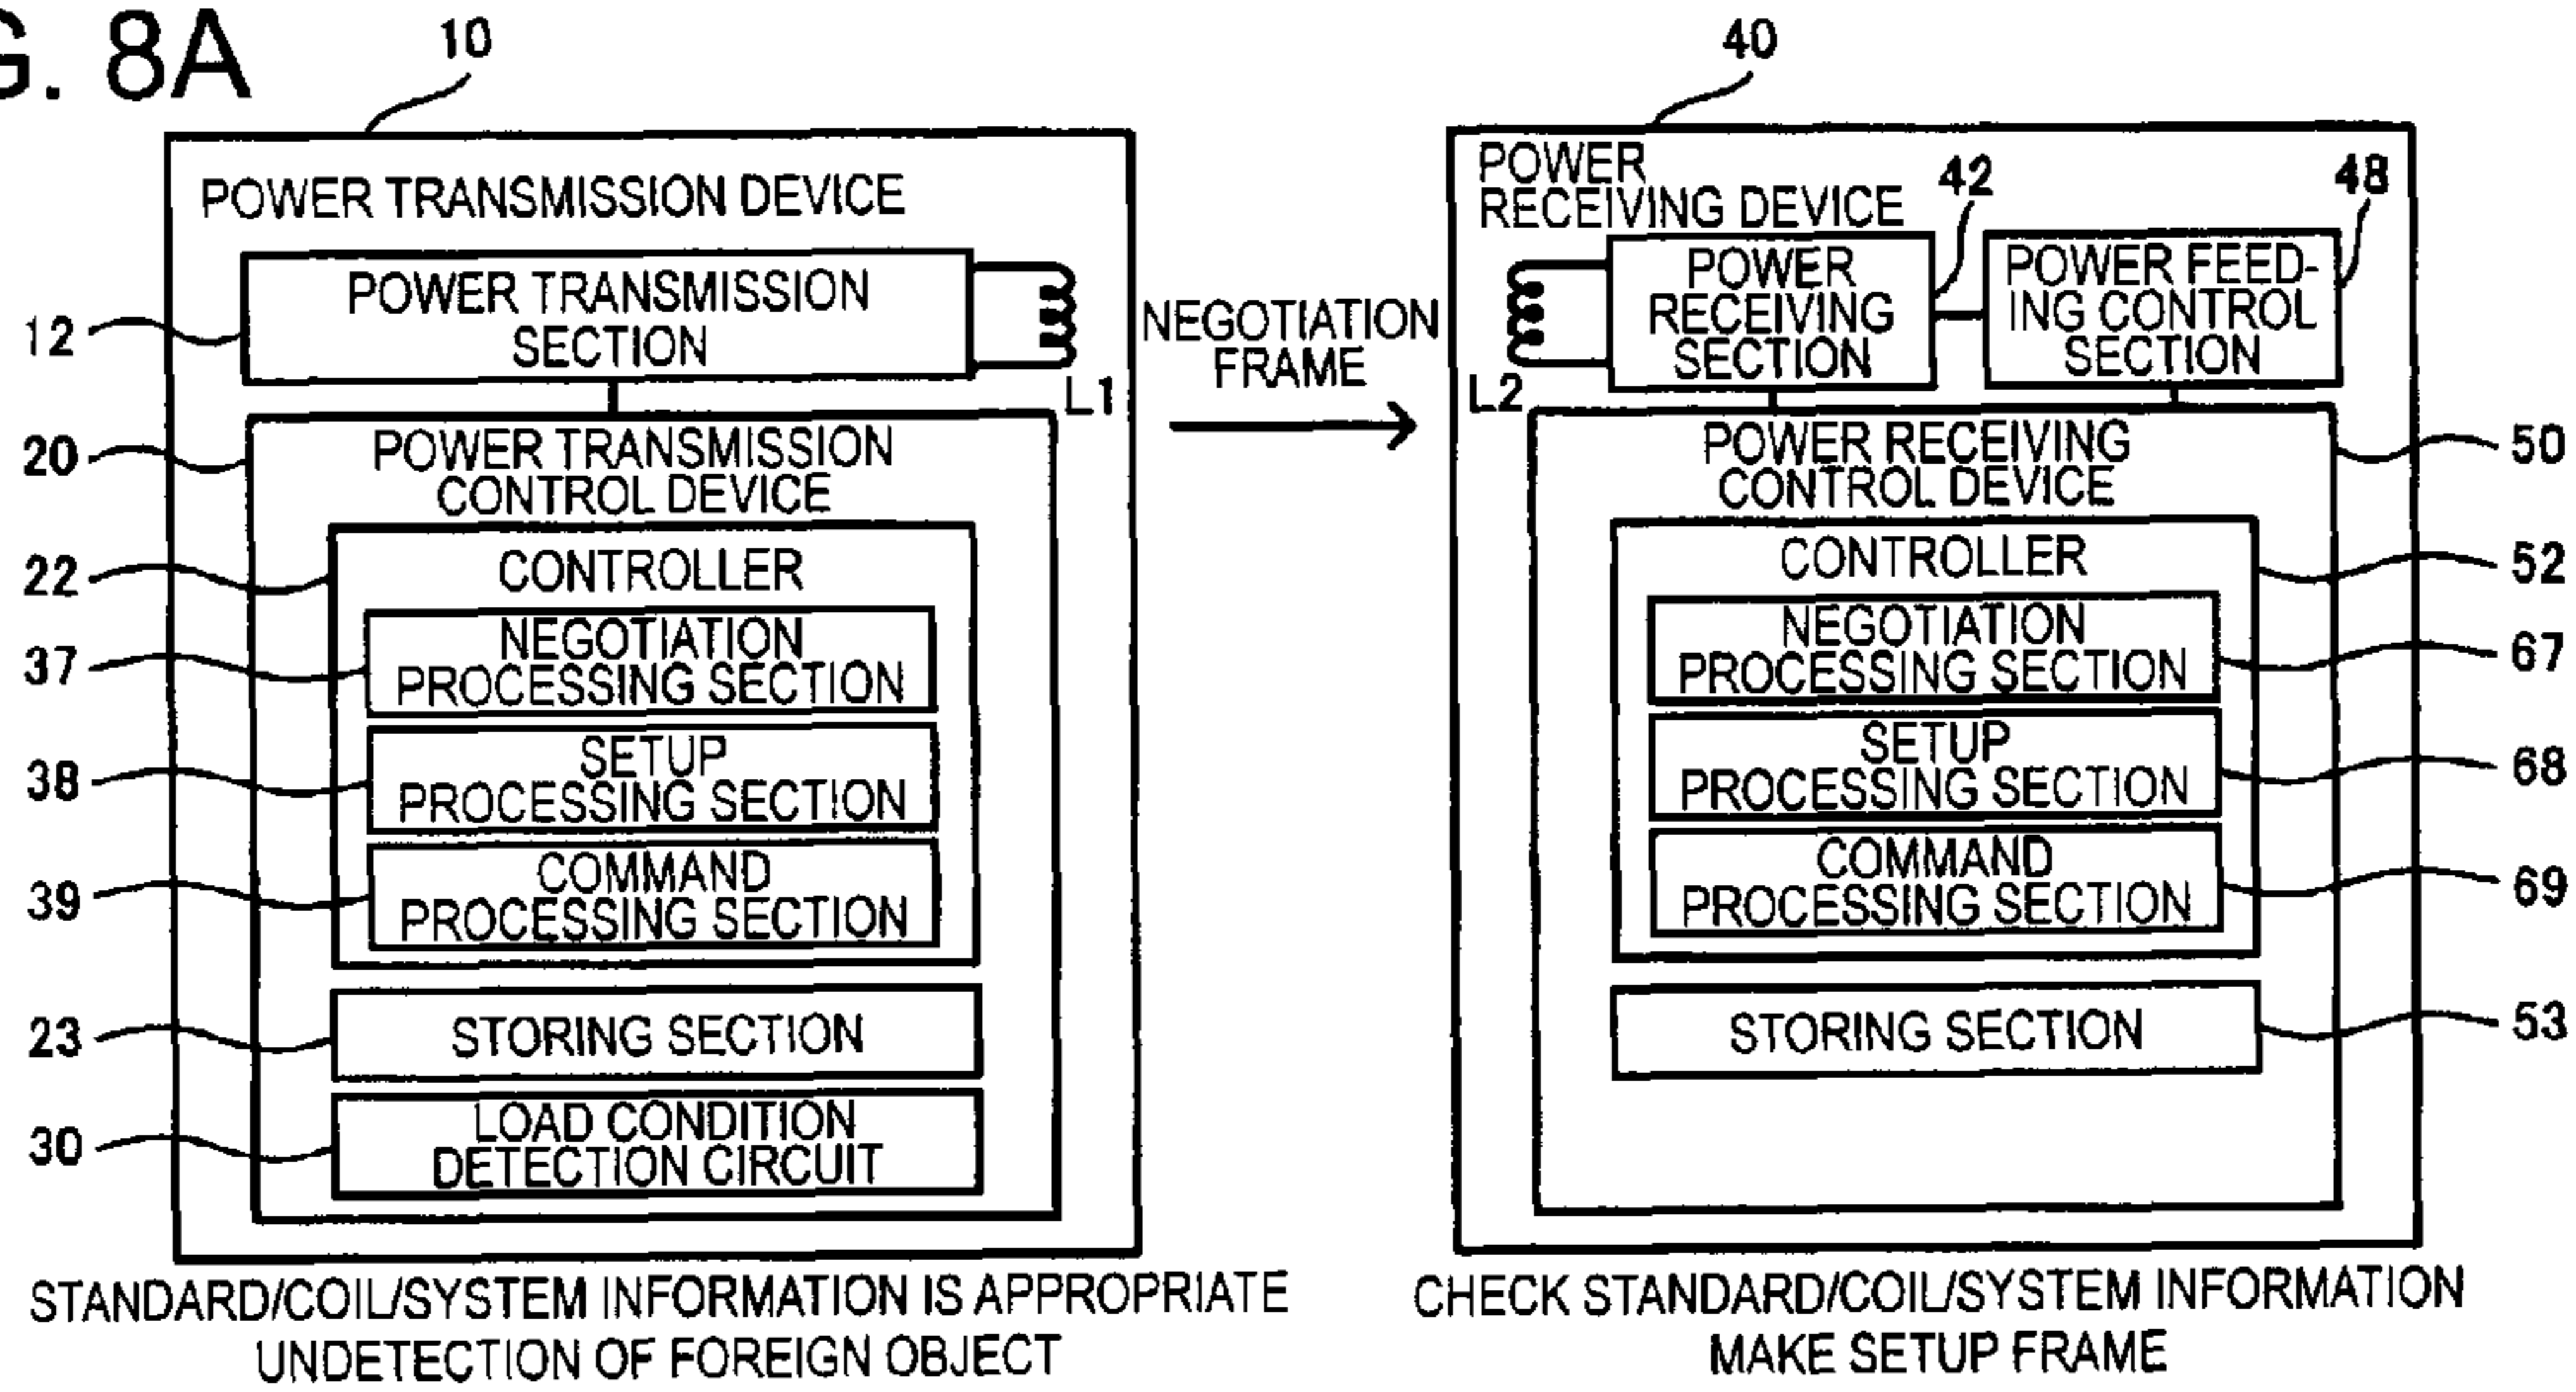 G. 8A
10
40
POWER TRANSMISSION DEVICE
POWER TRANSMISSION
SECTION
12
L1
20
POWER TRANSMISSION
CONTROL DEVICE
22
CONTROLLER
37
NEGOTIATION
PROCESSING SECTION
38
SETUP
PROCESSING SECTION
39
COMMAND
PROCESSING SECTION
23
STORING SECTION
30
LOAD CONDITION
DETECTION CIRCUIT
STANDARD/COIL/SYSTEM INFORMATION IS APPROPRIATE
UNDETECTION OF FOREIGN OBJECT
NEGOTIATION
FRAME
POWER
RECEIVING DEVICE
42
48
POWER
RECEIVING
SECTION
POWER FEED-
ING CONTROL
SECTION
L2
POWER RECEIVING
CONTROL DEVICE
50
CONTROLLER
52
NEGOTIATION
PROCESSING SECTION
67
SETUP
PROCESSING SECTION
68
COMMAND
PROCESSING SECTION
69
STORING SECTION
53
CHECK STANDARD/COIL/SYSTEM INFORMATION
MAKE SETUP FRAME